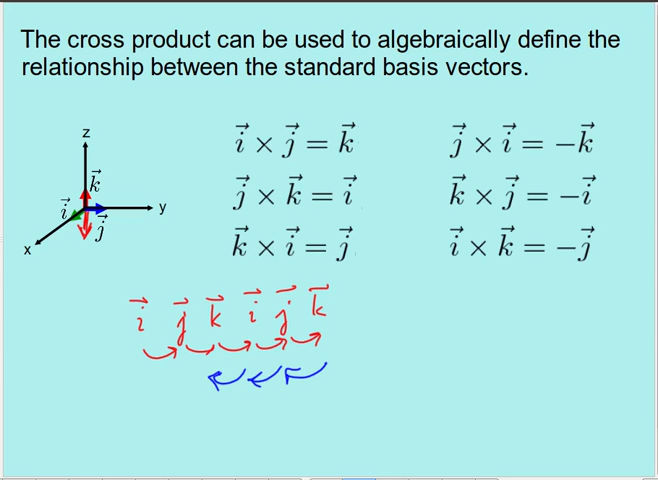 The cross product can be used to algebraically define the
relationship between the standard basis vectors.
z
k⃗
i⃗
y
j⃗
x
i⃗ × j⃗ = k⃗
j⃗ × i⃗ = −k⃗
j⃗ × k⃗ = i⃗
k⃗ × j⃗ = −i⃗
k⃗ × i⃗ = j⃗
i⃗ × k⃗ = −j⃗
i⃗ j⃗ k⃗ i⃗ j⃗ k⃗